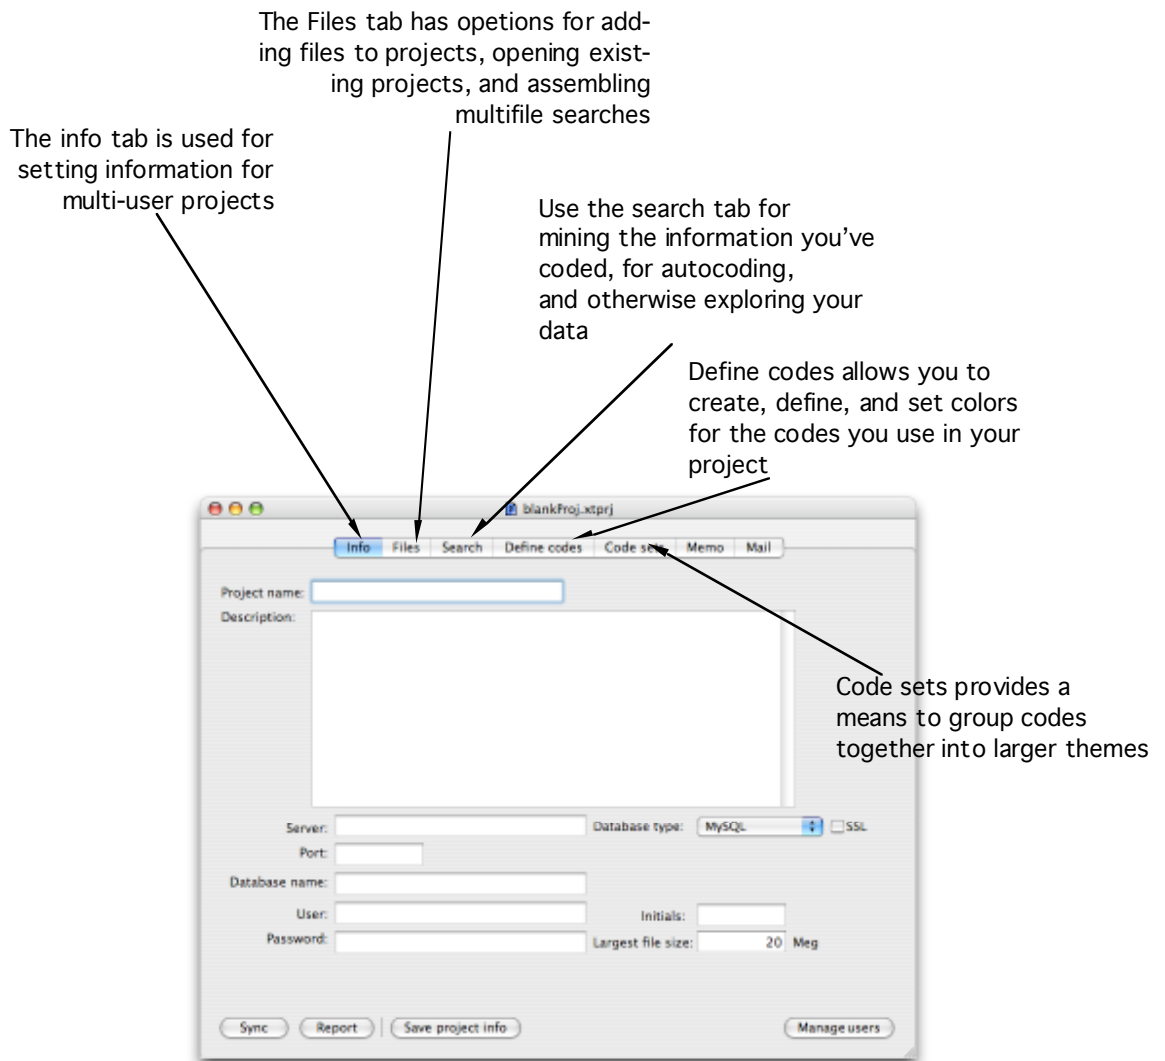 The Files tab has opetions for add-
ing files to projects, opening exist-
ing projects, and assembling
multifile searches
The info tab is used for
setting information for
multi-user projects
Use the search tab for
mining the information you've
coded, for autocoding,
and otherwise exploring your
data
Define codes allows you to
create, define, and set colors
for the codes you use in your
project
blankProj.xtprj
Info Files Search Define codes Code sets Memo Mail
Project name:
Description:
Code sets provides a
means to group codes
together into larger themes
Server: Database type: MySQL SSL
Port:
Database name:
User: Initials:
Password: Largest file size: 20 Meg
Sync Report Save project info Manage users